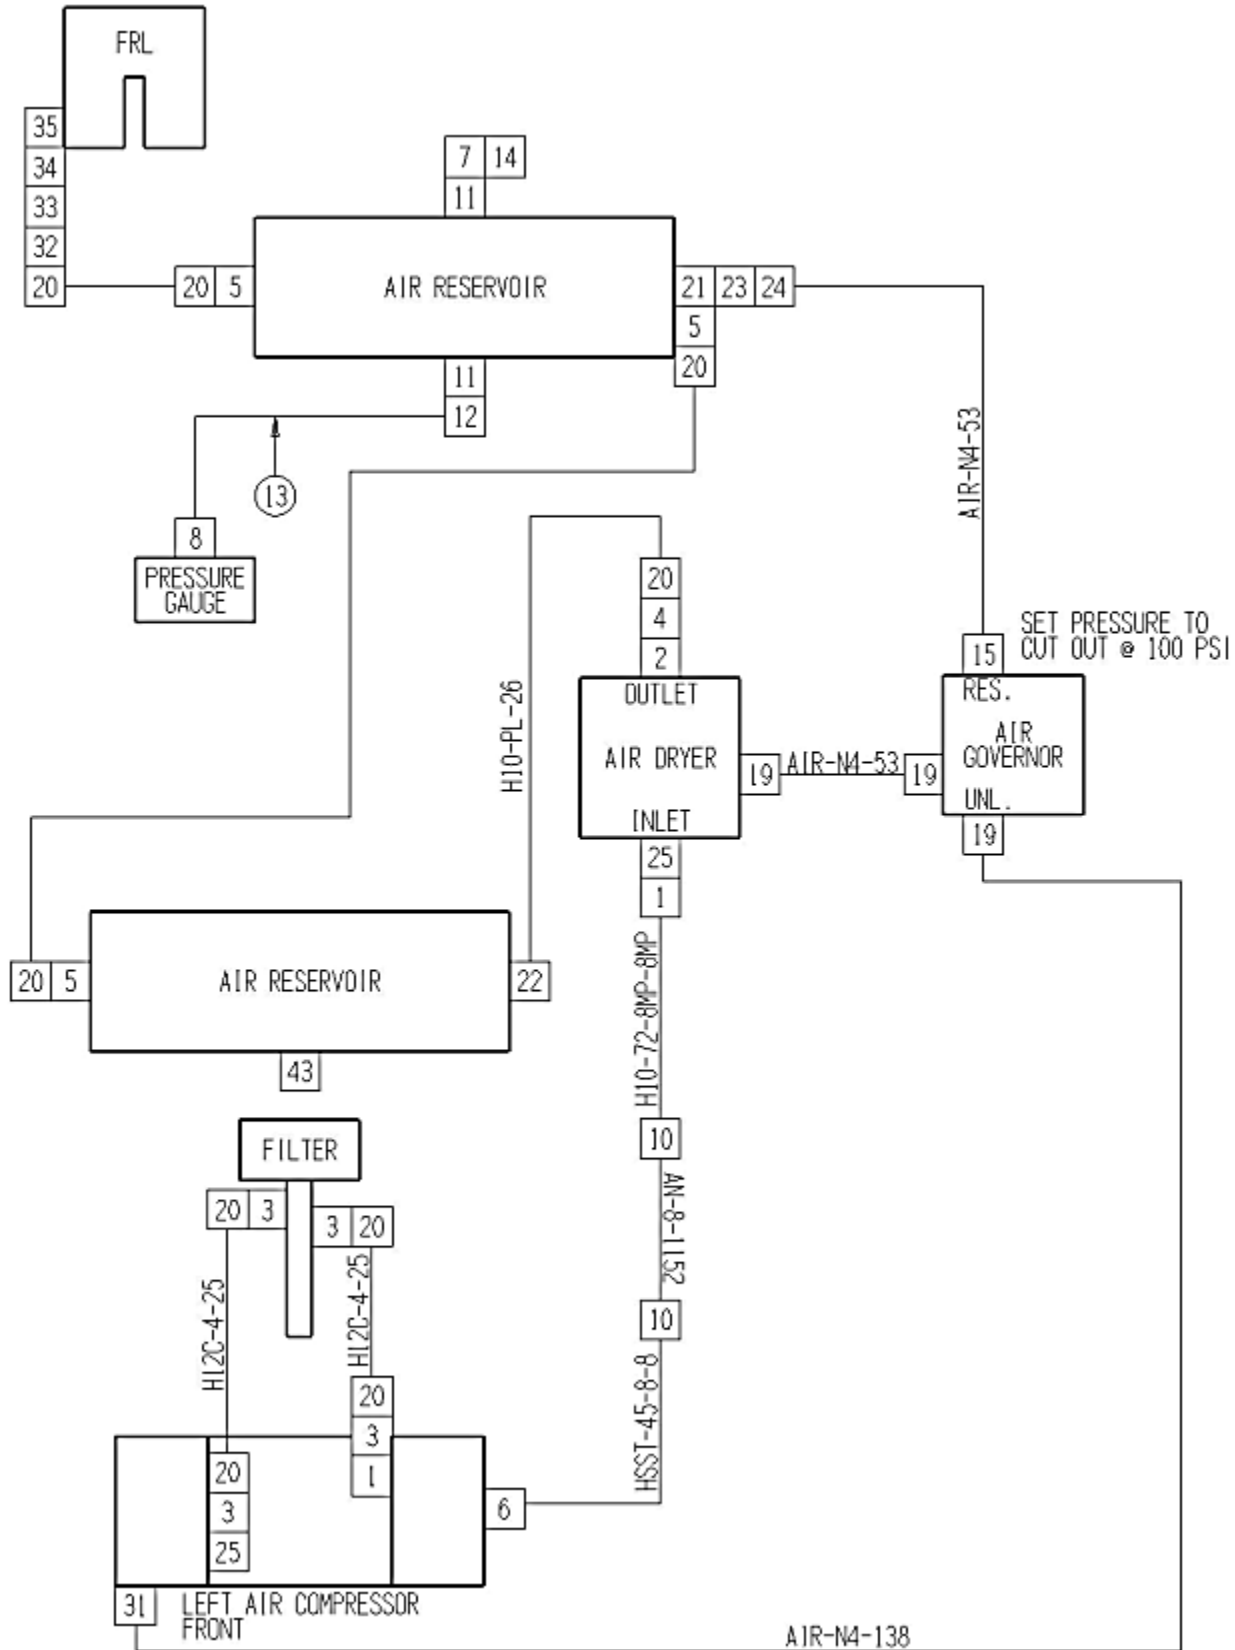 FRL
35
34
33
32
20
7 14
11
20 5
AIR RESERVOIR
21 23 24
5
20
11
12
13
8
PRESSURE
GAUGE
AIR-N4-53
20
4
2
SET PRESSURE TO
CUT OUT @ 100 PSI
15
RES.
AIR
GOVERNOR
UNL.
19
OUTLET
AIR DRYER
INLET
19
AIR-N4-53
19
25
1
H10-PL-26
20 5
AIR RESERVOIR
22
43
H10-72-8MP-8MP
10
AN-8-1152
10
HSST-45-8-8
FILTER
20 3
3 20
H12C-4-25
H12C-4-25
20
3
1
20
3
25
6
31
LEFT AIR COMPRESSOR
FRONT
AIR-N4-138